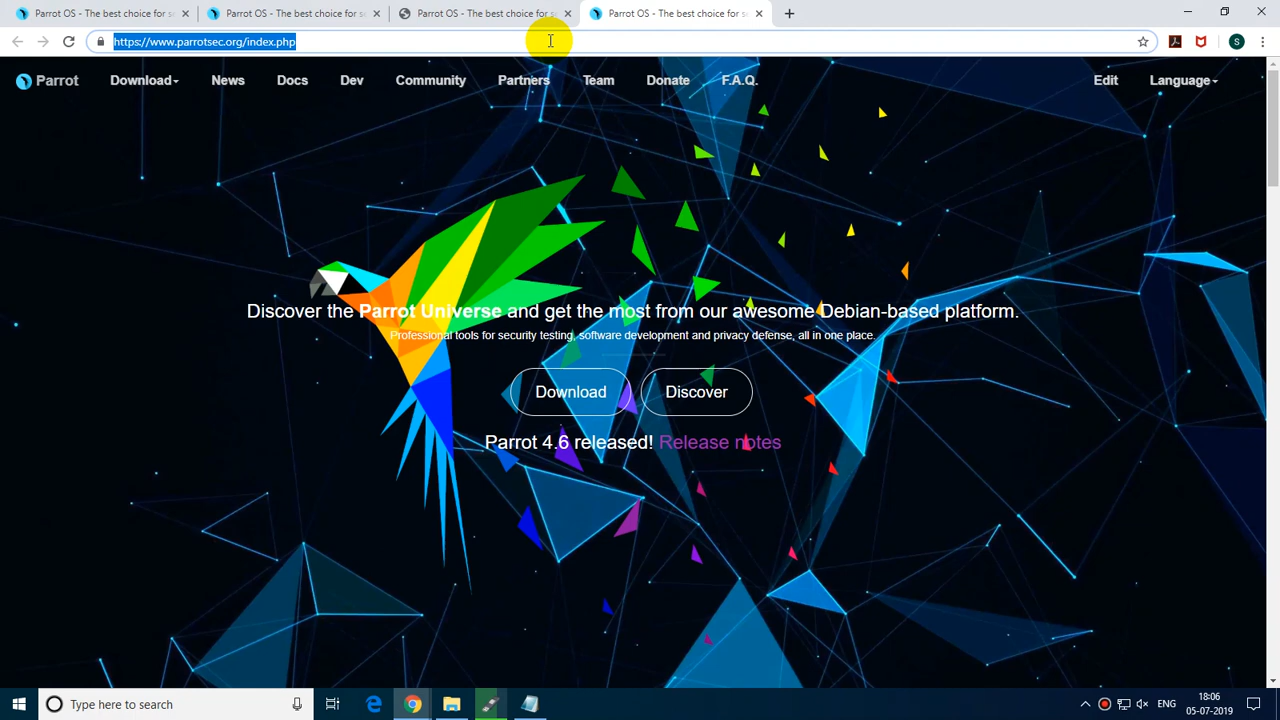 Parrot OS - The best choice for se
Parrot OS - The best choice for se
Parrot OS - The best choice for se
Parrot OS - The best choice for se
https://www.parrotsec.org/index.php
S
Parrot
Download
News
Docs
Dev
Community
Partners
Team
Donate
F.A.Q.
Edit
Language
Discover the Parrot Universe and get the most from our awesome Debian-based platform.
Professional tools for security testing, software development and privacy defense, all in one place.
Download
Discover
Parrot 4.6 released! Release notes
Type here to search
ENG
18:06
05-07-2019